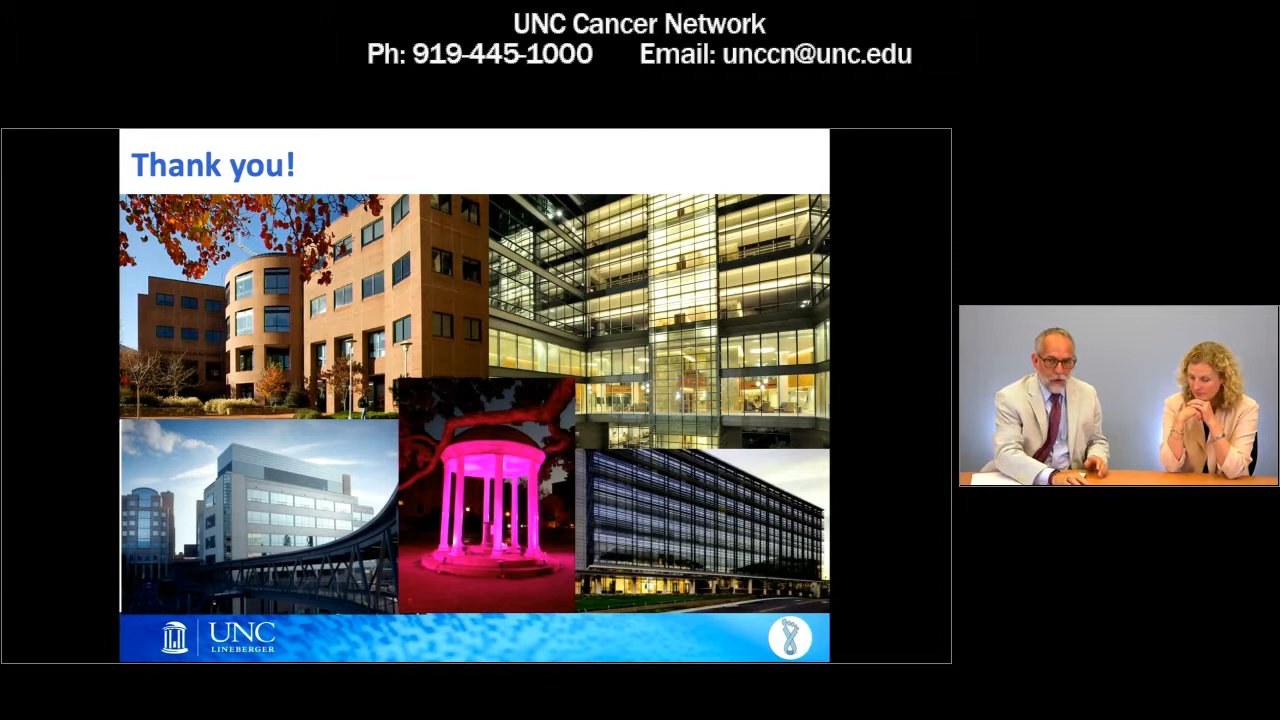 UNC Cancer Network
Ph: 919-445-1000 Email: unccn@unc.edu
Thank you!
UNC
LINEBERGER